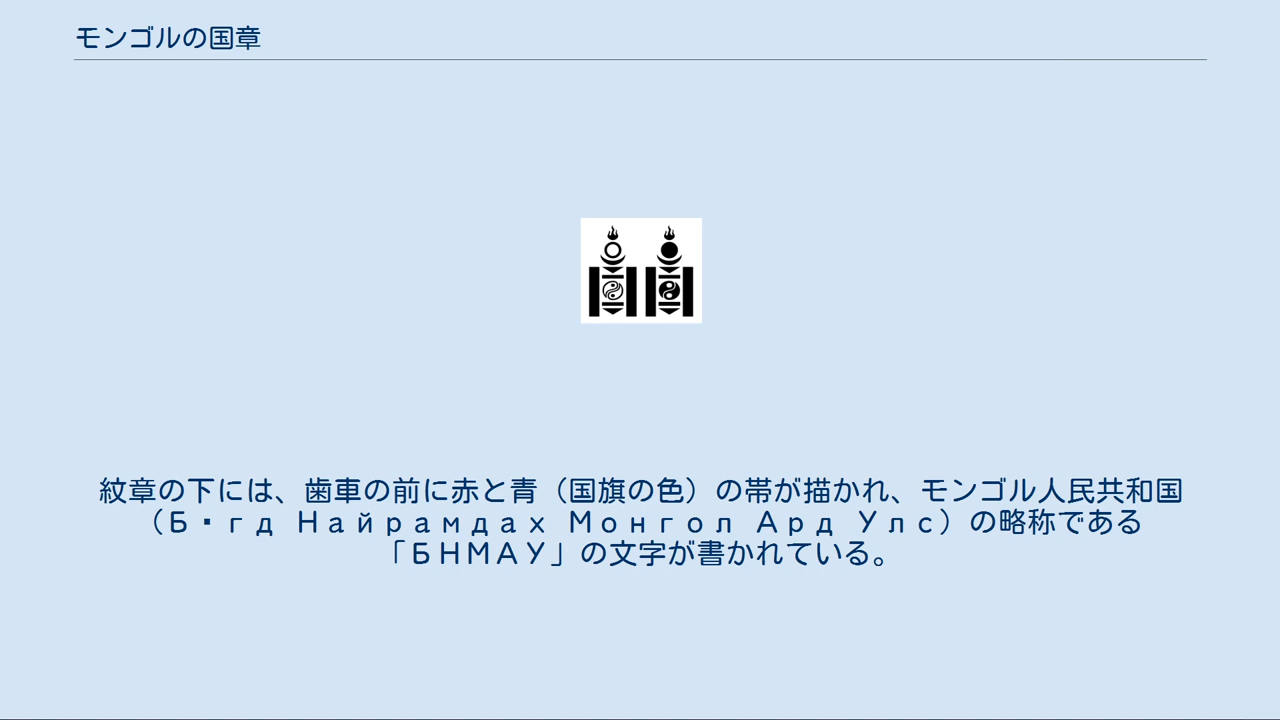 モンゴルの国章
紋章の下には、歯車の前に赤と青（国旗の色）の帯が描かれ、モンゴル人民共和国
（Б▪гд Найрамдах Монгол Ард Улс）の略称である
「БНМАУ」の文字が書かれている。